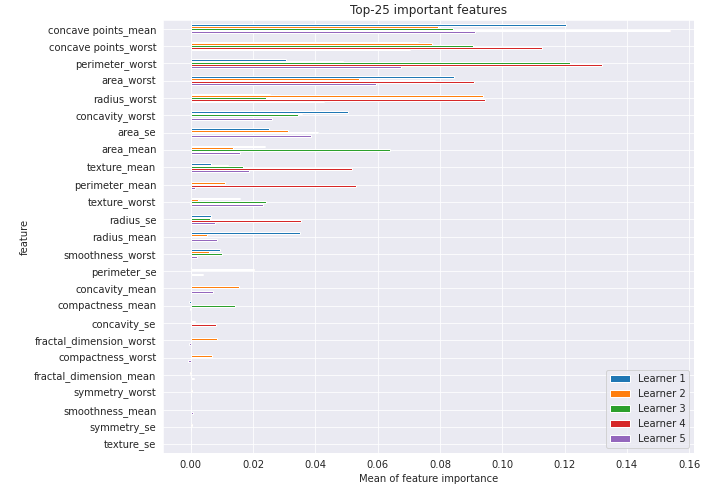 Top-25 important features
concave points_mean
concave points_worst
perimeter_worst
area_worst
radius_worst
concavity_worst
area_se
area_mean
texture_mean
perimeter_mean
texture_worst
radius_se
radius_mean
smoothness_worst
perimeter_se
concavity_mean
compactness_mean
concavity_se
fractal_dimension_worst
compactness_worst
fractal_dimension_mean
symmetry_worst
smoothness_mean
symmetry_se
texture_se
feature
Learner 1
Learner 2
Learner 3
Learner 4
Learner 5
0.00 0.02 0.04 0.06 0.08 0.10 0.12 0.14 0.16
Mean of feature importance